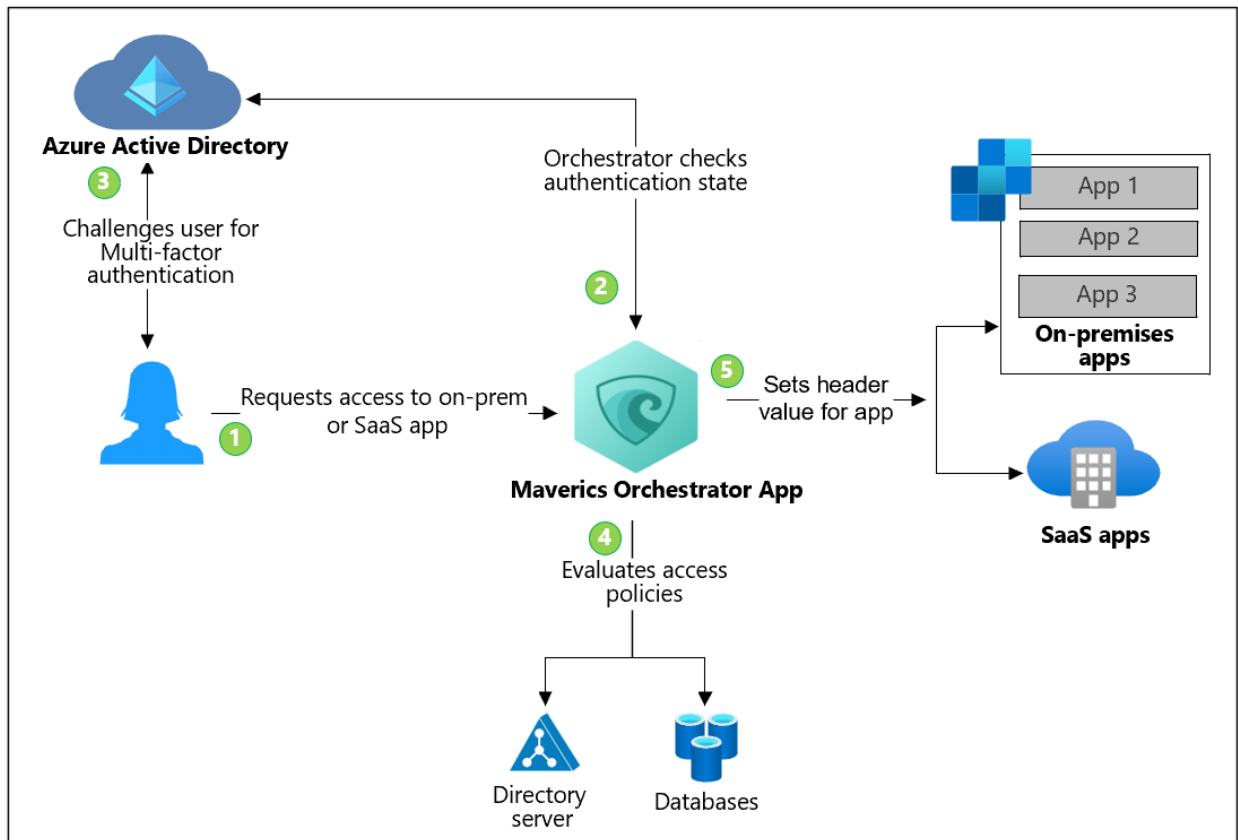 Azure Active Directory
3
Challenges user for
Multi-factor
authentication
Orchestrator checks
authentication state
2
1
Requests access to on-prem
or SaaS app
Maverics Orchestrator App
5
Sets header
value for app
App 1
App 2
App 3
On-premises
apps
SaaS apps
4
Evaluates access
policies
Directory
server
Databases